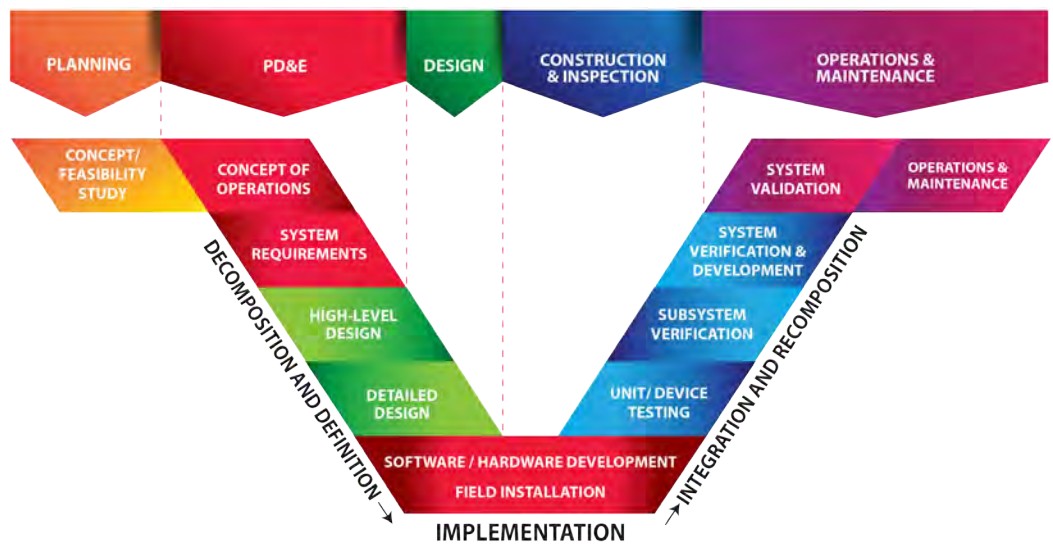 PLANNING
PD&E
DESIGN
CONSTRUCTION
& INSPECTION
OPERATIONS &
MAINTENANCE
CONCEPT/
FEASIBILITY
STUDY
CONCEPT OF
OPERATIONS
SYSTEM
REQUIREMENTS
HIGH-LEVEL
DESIGN
DETAILED
DESIGN
DECOMPOSITION AND DEFINITION
SOFTWARE / HARDWARE DEVELOPMENT
FIELD INSTALLATION
IMPLEMENTATION
UNIT/ DEVICE
TESTING
SUBSYSTEM
VERIFICATION
SYSTEM
VERIFICATION &
DEVELOPMENT
SYSTEM
VALIDATION
OPERATIONS &
MAINTENANCE
INTEGRATION AND RECOMPOSITION